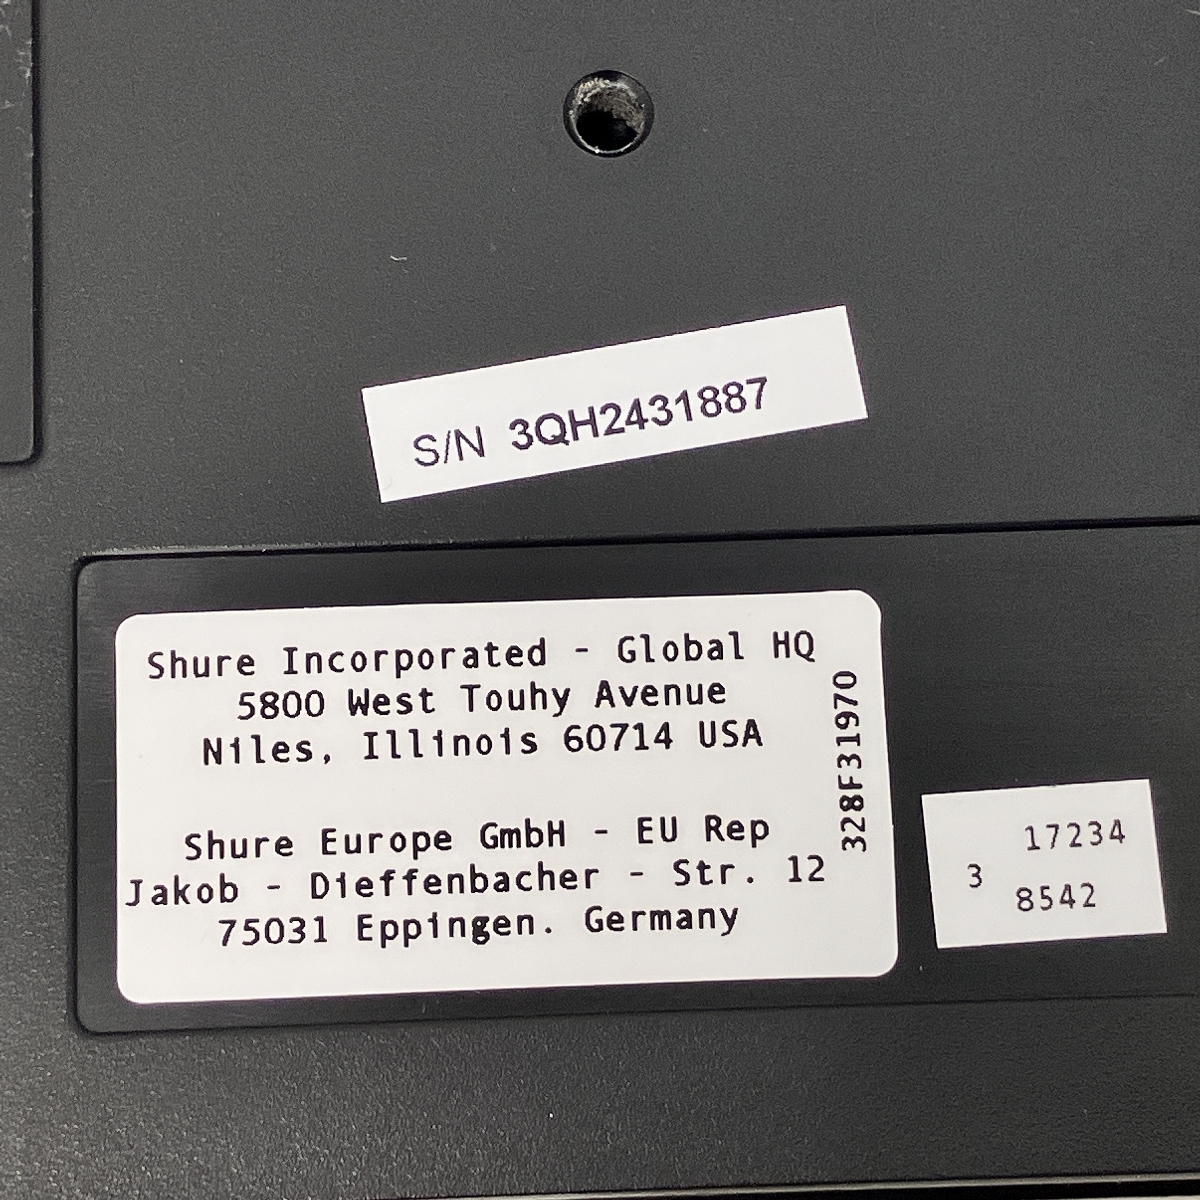 S/N 3QH2431887
Shure Incorporated - Global HQ
5800 West Touhy Avenue
Niles, Illinois 60714 USA
Shure Europe GmbH - EU Rep
Jakob - Dieffenbacher - Str. 12
75031 Eppingen. Germany
328F31970
17234
3
8542